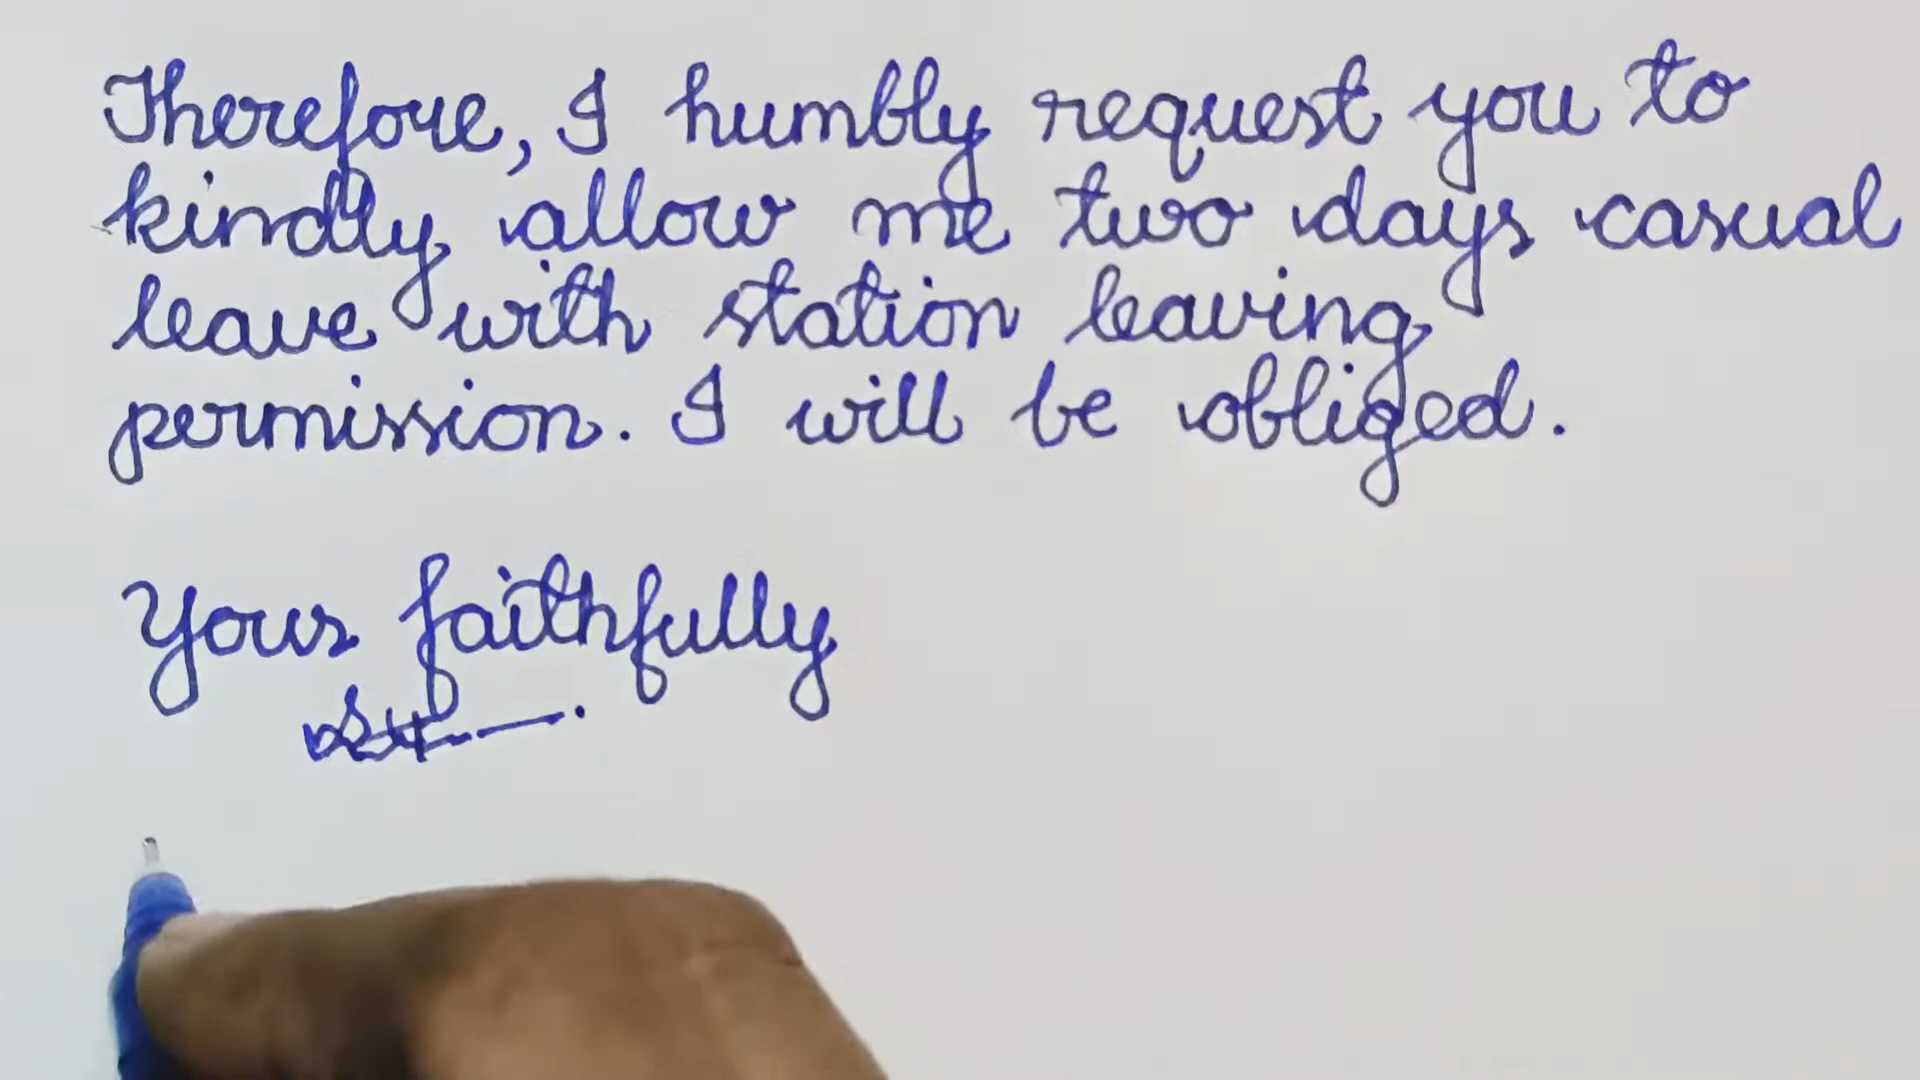 Therefore, I humbly request you to
kindly allow me two days casual
leave with station leaving
permission. I will be obliged.
Yours faithfully